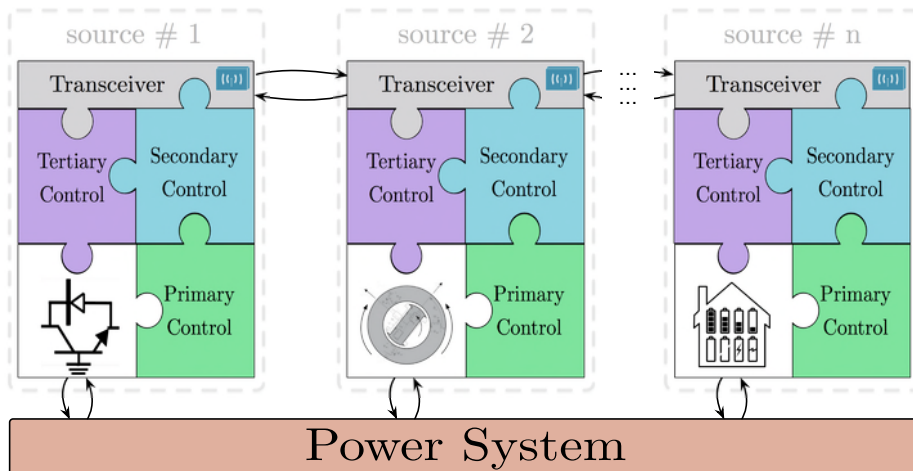 source # 1
source # 2
source # n
Transceiver
Transceiver
...
...
...
Transceiver
Tertiary
Control
Secondary
Control
Tertiary
Control
Secondary
Control
Tertiary
Control
Secondary
Control
Primary
Control
Primary
Control
Primary
Control
Power System